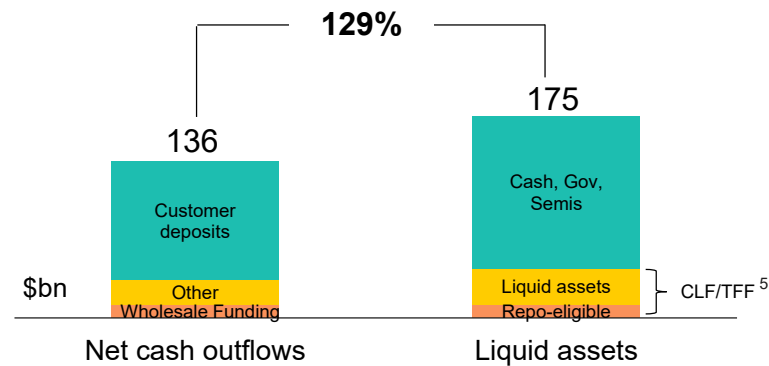 129%
136
175
Customer
deposits
Cash, Gov,
Semis
$bn
Other
Wholesale Funding
Liquid assets
Repo-eligible
CLF/TFF 5
Net cash outflows
Liquid assets